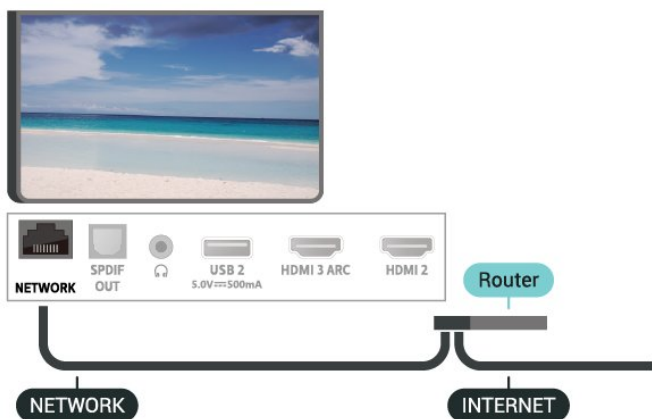 NETWORK
SPDIF
OUT
USB 2
5.0V⎓500mA
HDMI 3 ARC
HDMI 2
Router
NETWORK
INTERNET